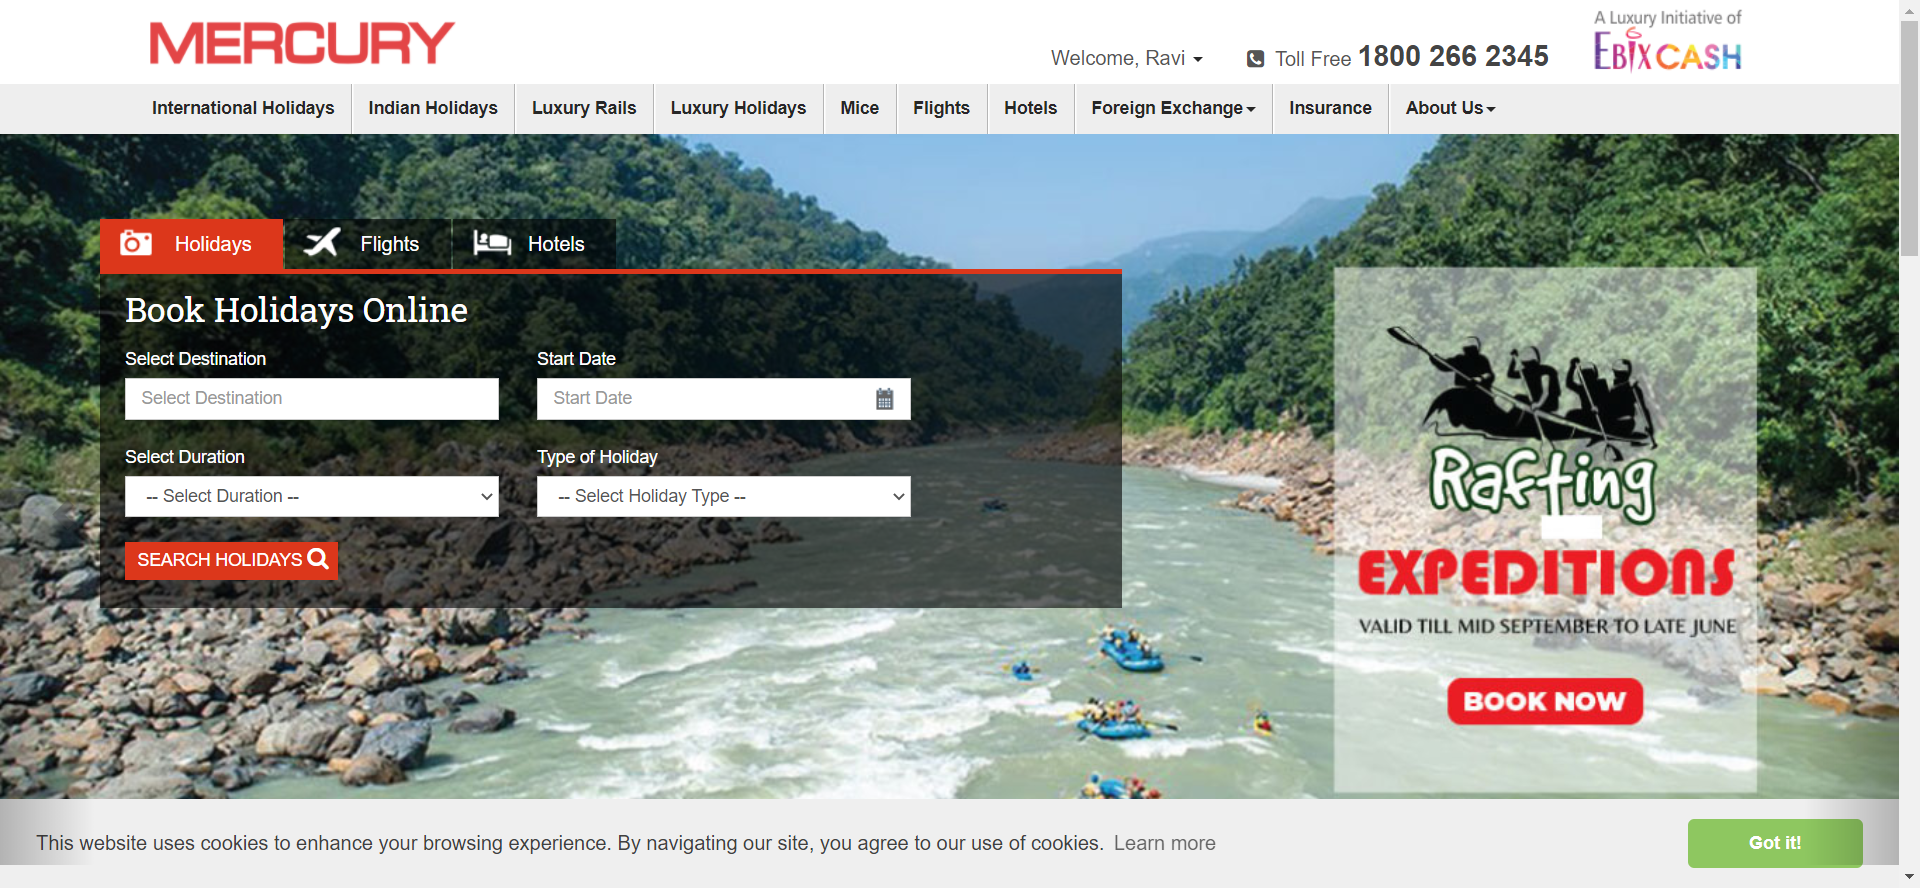 MERCURY
Welcome, Ravi
Toll Free 1800 266 2345
A Luxury Initiative of
EBIXCASH
International Holidays
Indian Holidays
Luxury Rails
Luxury Holidays
Mice
Flights
Hotels
Foreign Exchange
Insurance
About Us
Holidays
Flights
Hotels
Book Holidays Online
Select Destination
Start Date
Select Destination
Start Date
Select Duration
Type of Holiday
-- Select Duration --
-- Select Holiday Type --
SEARCH HOLIDAYS
Rafting
EXPEDITIONS
VALID TILL MID SEPTEMBER TO LATE JUNE
BOOK NOW
This website uses cookies to enhance your browsing experience. By navigating our site, you agree to our use of cookies. Learn more
Got it!